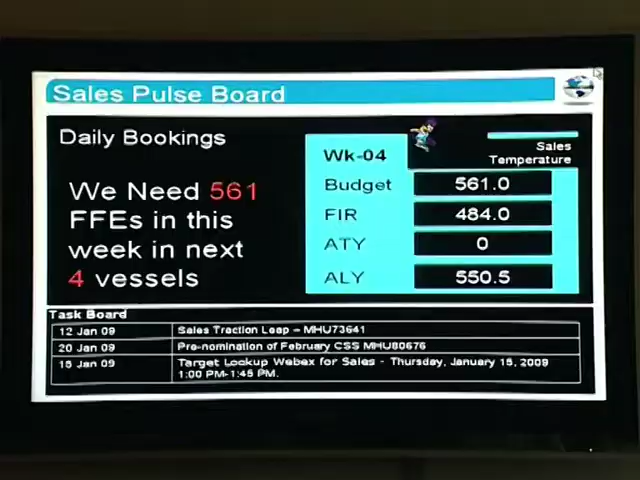 Sales Pulse Board
Daily Bookings
We Need 561
FFEs in this
week in next
4 vessels
Sales
Temperature
Wk-04
Budget 561.0
FIR 484.0
ATY 0
ALY 550.5
Task Board
12 Jan 09 Sales Traction Leap - MHU73641
20 Jan 09 Pre-nomination of February CSS MHU80676
15 Jan 09 Target Lookup Webex for Sales - Thursday, January 15, 2009
1:00 PM-1:45 PM.